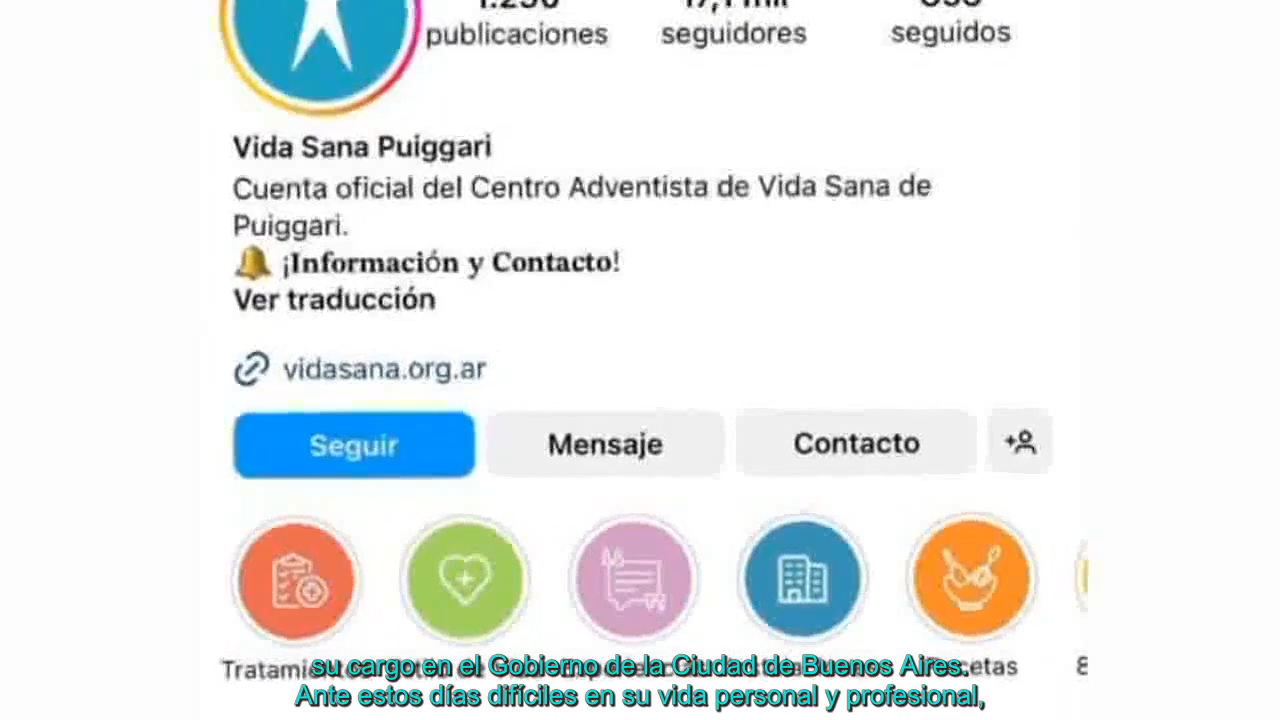 publicaciones seguidores seguidos
Vida Sana Puiggari
Cuenta oficial del Centro Adventista de Vida Sana de
Puiggari.
¡Información y Contacto!
Ver traducción
vidasana.org.ar
Seguir Mensaje Contacto
su cargo en el Gobierno de la Ciudad de Buenos Aires.
Ante estos días difíciles en su vida personal y profesional,